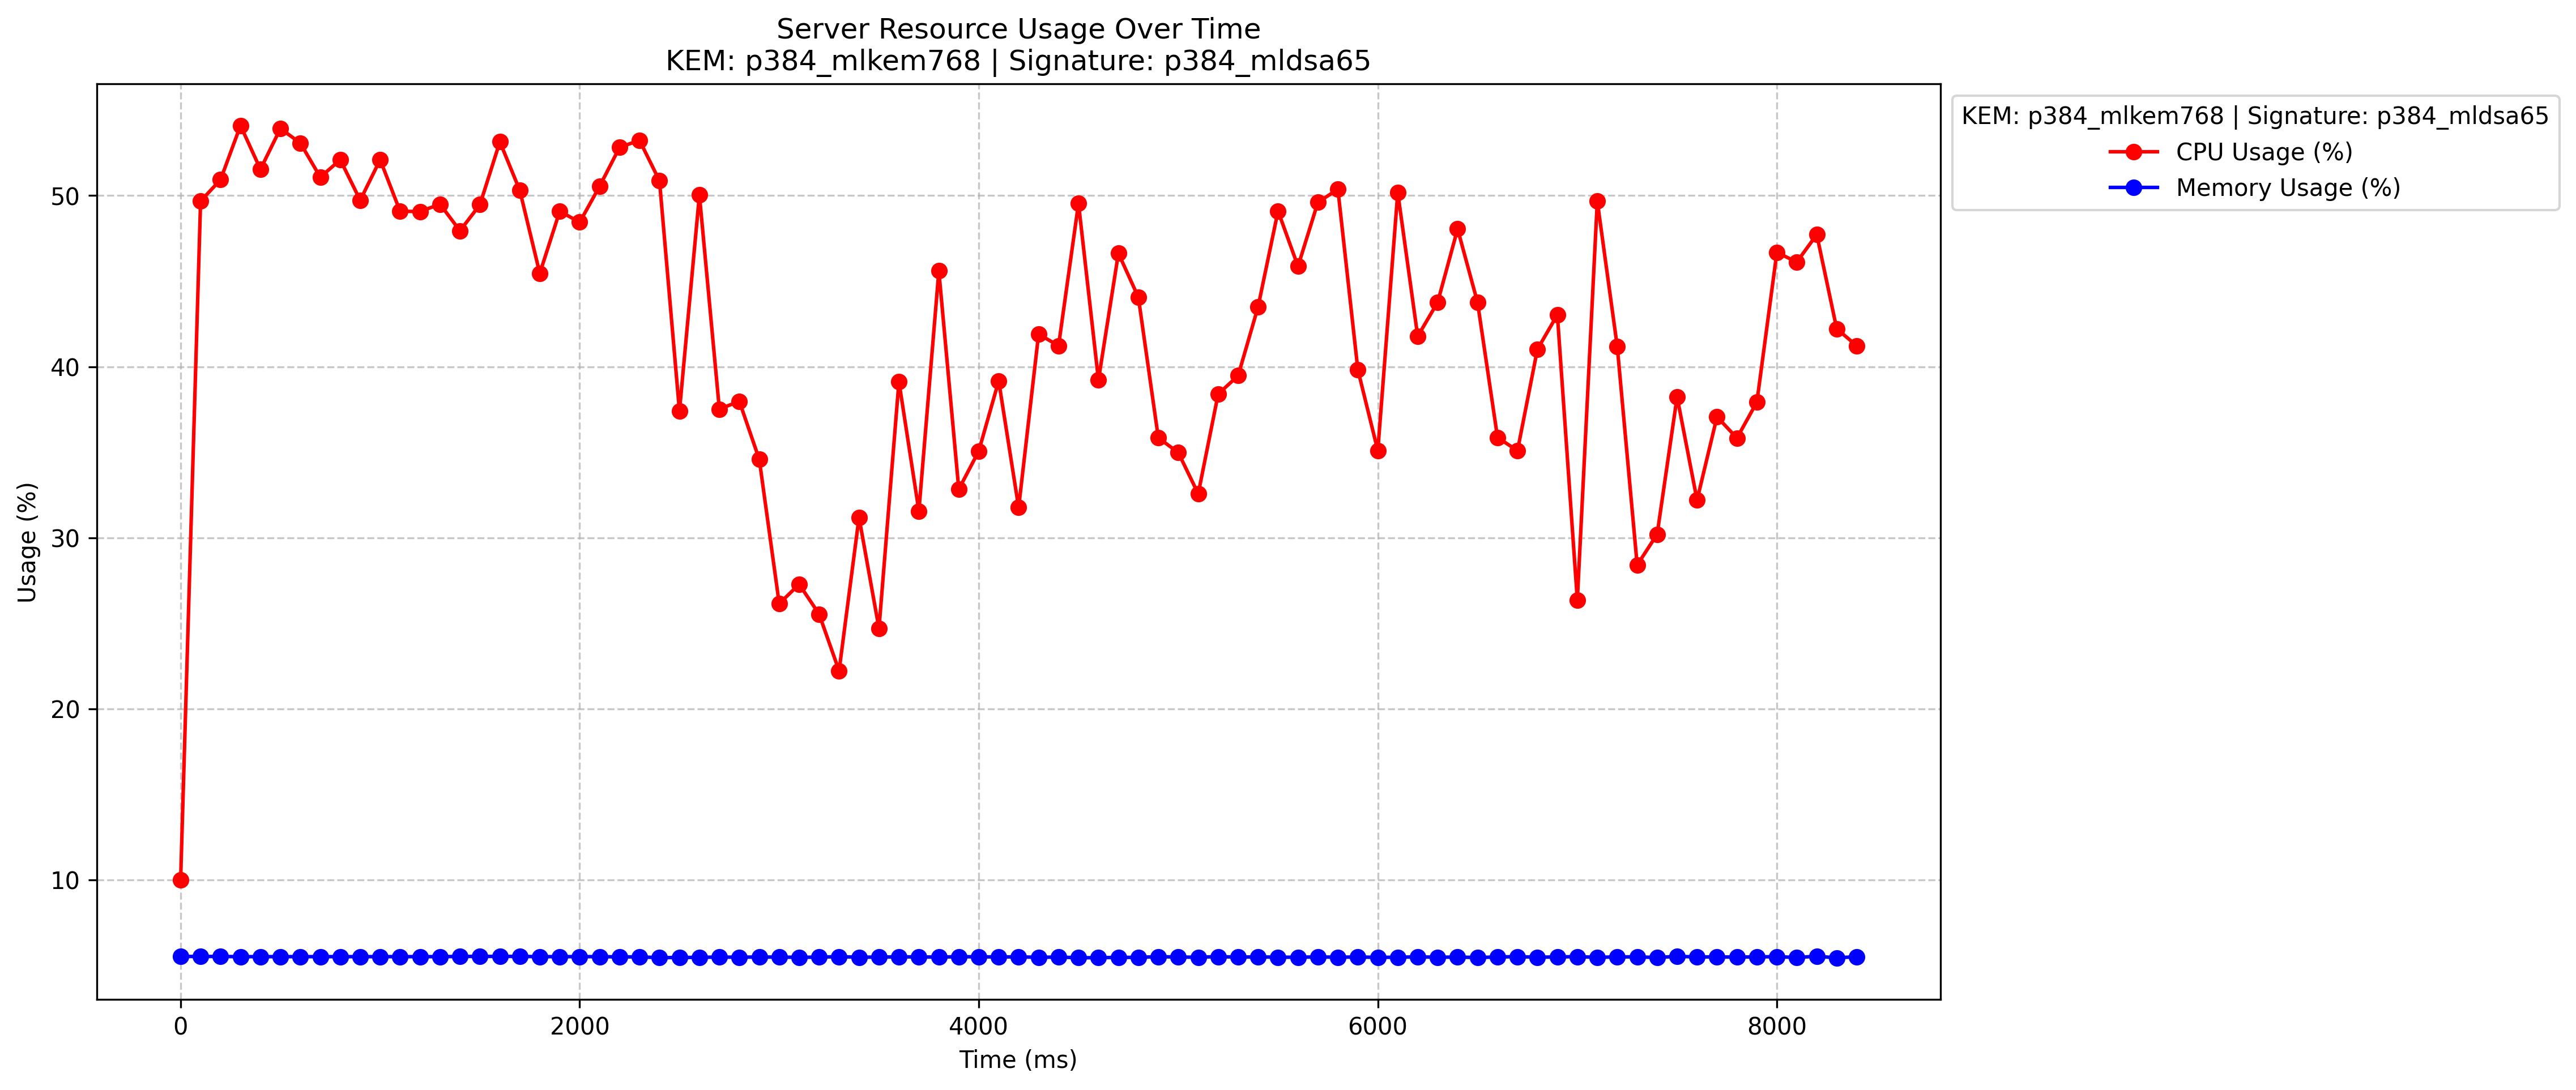 Server Resource Usage Over Time
KEM: p384_mlkem768 | Signature: p384_mldsa65
KEM: p384_mlkem768 | Signature: p384_mldsa65
CPU Usage (%)
Memory Usage (%)
Usage (%)
50
40
30
20
10
0
2000
4000
6000
8000
Time (ms)